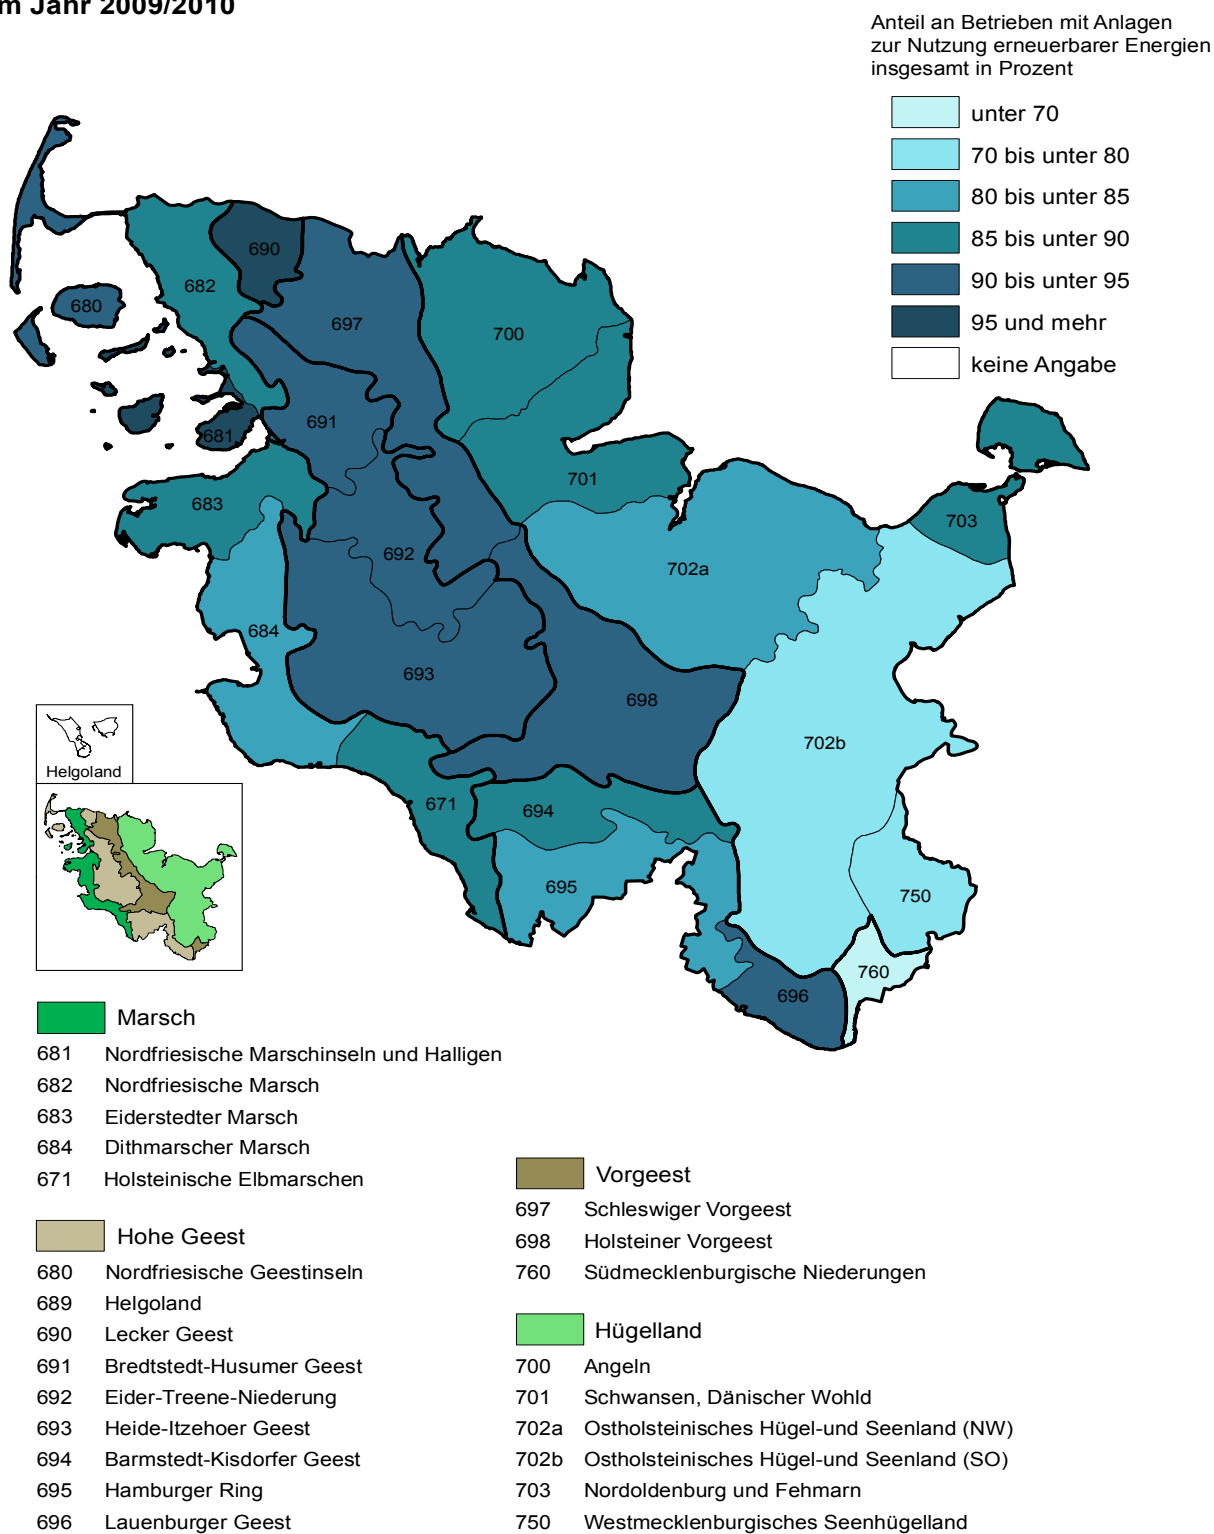 m Jahr 2009/2010
Anteil an Betrieben mit Anlagen
zur Nutzung erneuerbarer Energien
insgesamt in Prozent
unter 70
70 bis unter 80
80 bis unter 85
85 bis unter 90
90 bis unter 95
95 und mehr
keine Angabe
690
682
680
697
700
691
681
701
683
703
692
702a
684
693
698
702b
Helgoland
671
694
695
750
760
696
Marsch
681 Nordfriesische Marschinseln und Halligen
682 Nordfriesische Marsch
683 Eiderstedter Marsch
684 Dithmarscher Marsch
671 Holsteinische Elbmarschen
Hohe Geest
680 Nordfriesische Geestinseln
689 Helgoland
690 Lecker Geest
691 Bredtstedt-Husumer Geest
692 Eider-Treene-Niederung
693 Heide-Itzehoer Geest
694 Barmstedt-Kisdorfer Geest
695 Hamburger Ring
696 Lauenburger Geest
Vorgeest
697 Schleswiger Vorgeest
698 Holsteiner Vorgeest
760 Südmecklenburgische Niederungen
Hügelland
700 Angeln
701 Schwansen, Dänischer Wohld
702a Ostholsteinisches Hügel-und Seenland (NW)
702b Ostholsteinisches Hügel-und Seenland (SO)
703 Nordoldenburg und Fehmarn
750 Westmecklenburgisches Seenhügelland